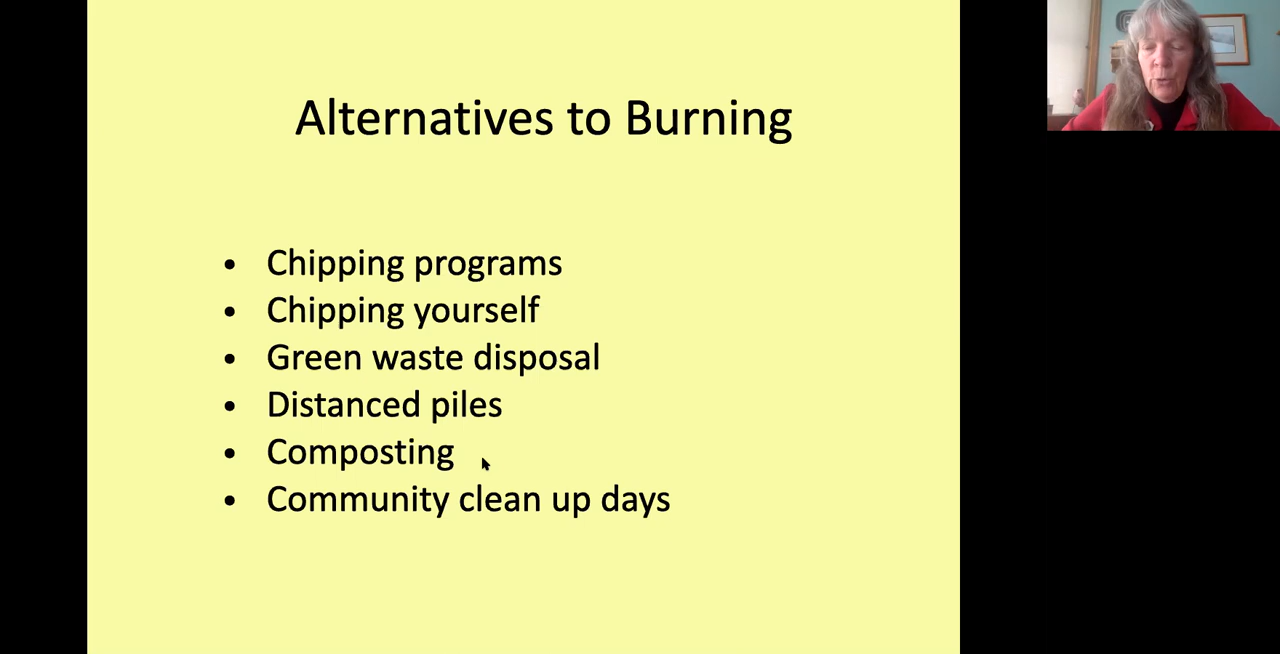 Alternatives to Burning
• Chipping programs
• Chipping yourself
• Green waste disposal
• Distanced piles
• Composting
• Community clean up days